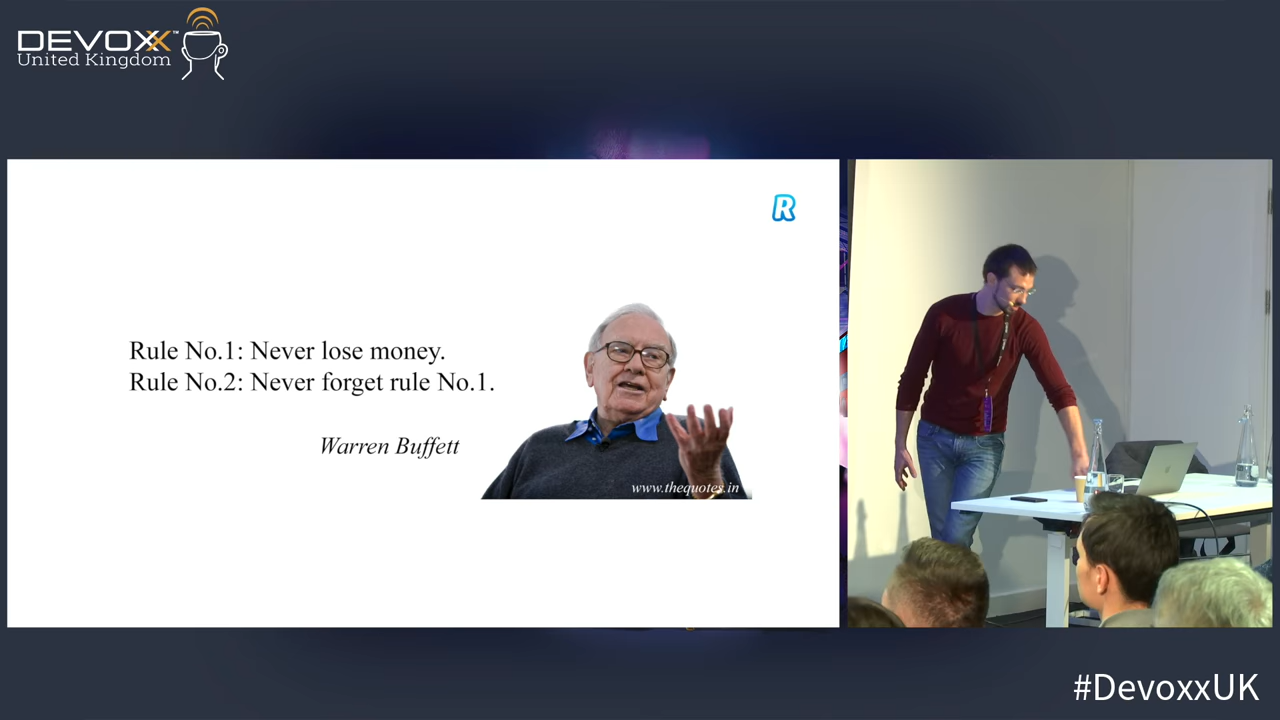 DEVOXX™
United Kingdom
R
Rule No.1: Never lose money.
Rule No.2: Never forget rule No.1.
Warren Buffett
www.thequotes.in
#DevoxxUK